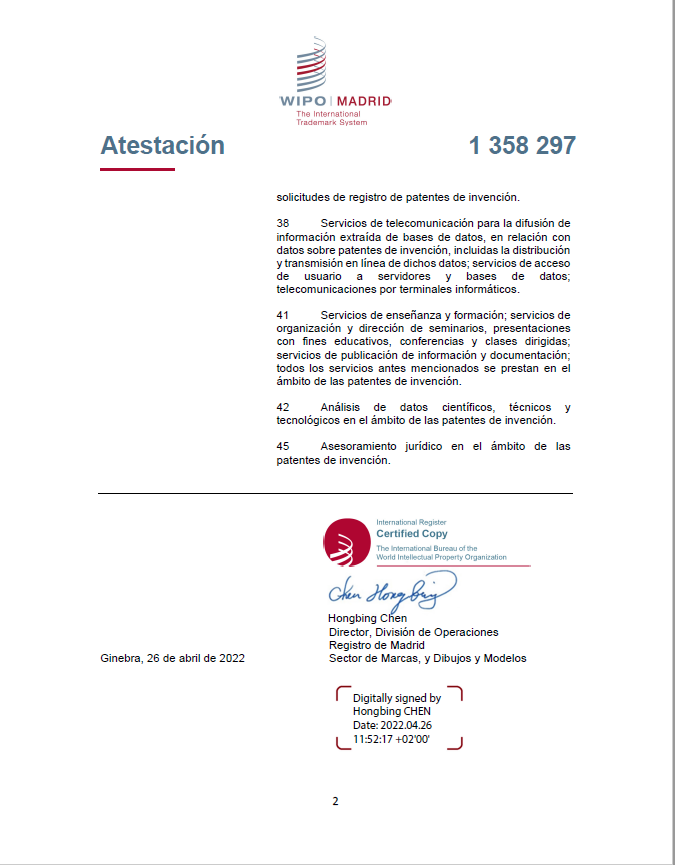 WIPO | MADRID
The International
Trademark System
Atestación
1 358 297
solicitudes de registro de patentes de invención.
38 Servicios de telecomunicación para la difusión de
información extraída de bases de datos, en relación con
datos sobre patentes de invención, incluidas la distribución
y transmisión en línea de dichos datos; servicios de acceso
de usuario a servidores y bases de datos;
telecomunicaciones por terminales informáticos.
41 Servicios de enseñanza y formación; servicios de
organización y dirección de seminarios, presentaciones
con fines educativos, conferencias y clases dirigidas;
servicios de publicación de información y documentación;
todos los servicios antes mencionados se prestan en el
ámbito de las patentes de invención.
42 Análisis de datos científicos, técnicos y
tecnológicos en el ámbito de las patentes de invención.
45 Asesoramiento jurídico en el ámbito de las
patentes de invención.
International Register
Certified Copy
The International Bureau of the
World Intellectual Property Organization
Chen Hongbing
Hongbing Chen
Director, División de Operaciones
Registro de Madrid
Ginebra, 26 de abril de 2022
Sector de Marcas, y Dibujos y Modelos
Digitally signed by
Hongbing CHEN
Date: 2022.04.26
11:52:17 +02'00'
2